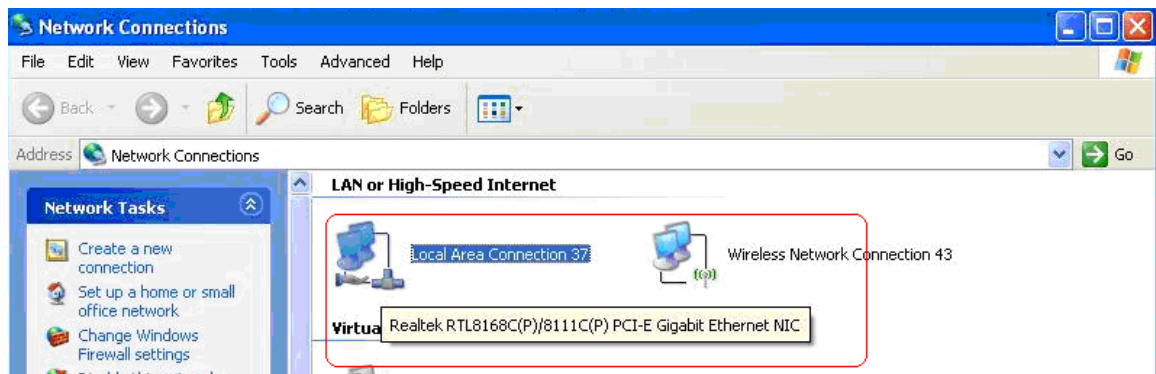 Network Connections
File Edit View Favorites Tools Advanced Help
Back Search Folders
Address Network Connections Go
Network Tasks
Create a new
connection
Set up a home or small
office network
Change Windows
Firewall settings
LAN or High-Speed Internet
Local Area Connection 37
Wireless Network Connection 43
Virtua
Realtek RTL8168C(P)/8111C(P) PCI-E Gigabit Ethernet NIC